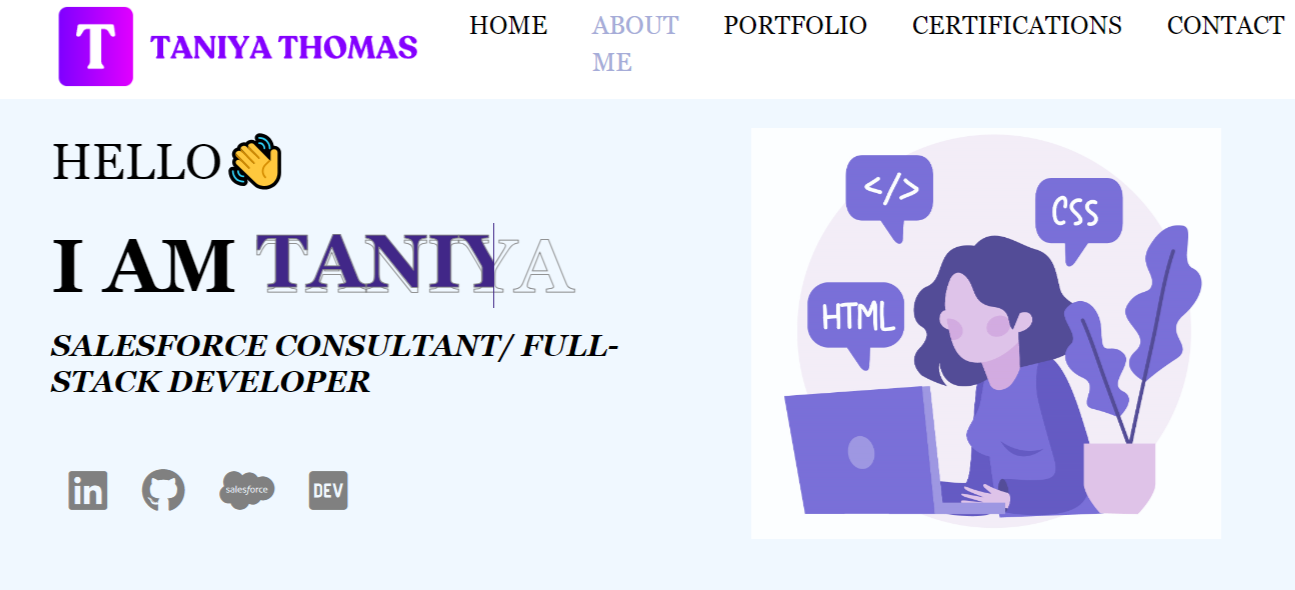 T TANIYA THOMAS
HOME
ABOUT
ME
PORTFOLIO
CERTIFICATIONS
CONTACT
HELLO👋
I AM TANIYA
SALESFORCE CONSULTANT/ FULL-
STACK DEVELOPER
in
salesforce
DEV
</>
CSS
HTML